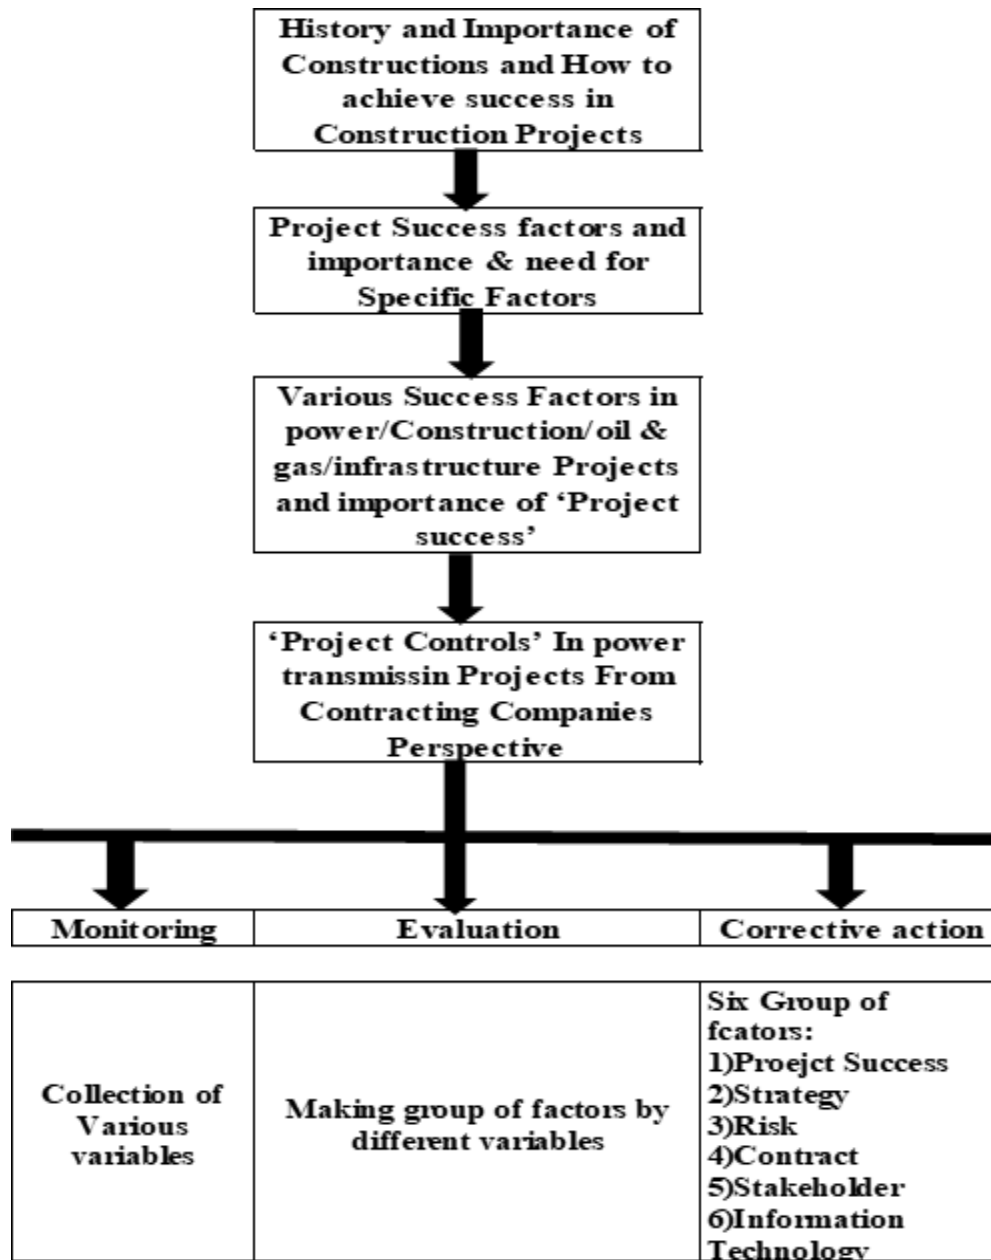 History and Importance of
Constructions and How to
achieve success in
Construction Projects
Project Success factors and
importance & need for
Specific Factors
Various Success Factors in
power/Construction/oil &
gas/infrastructure Projects
and importance of ‘Project
success’
‘Project Controls’ In power
transmissin Projects From
Contracting Companies
Perspective
Monitoring
Evaluation
Corrective action
Collection of
Various
variables
Making group of factors by
different variables
Six Group of
fcators:
1)Proejct Success
2)Strategy
3)Risk
4)Contract
5)Stakeholder
6)Information
Technology